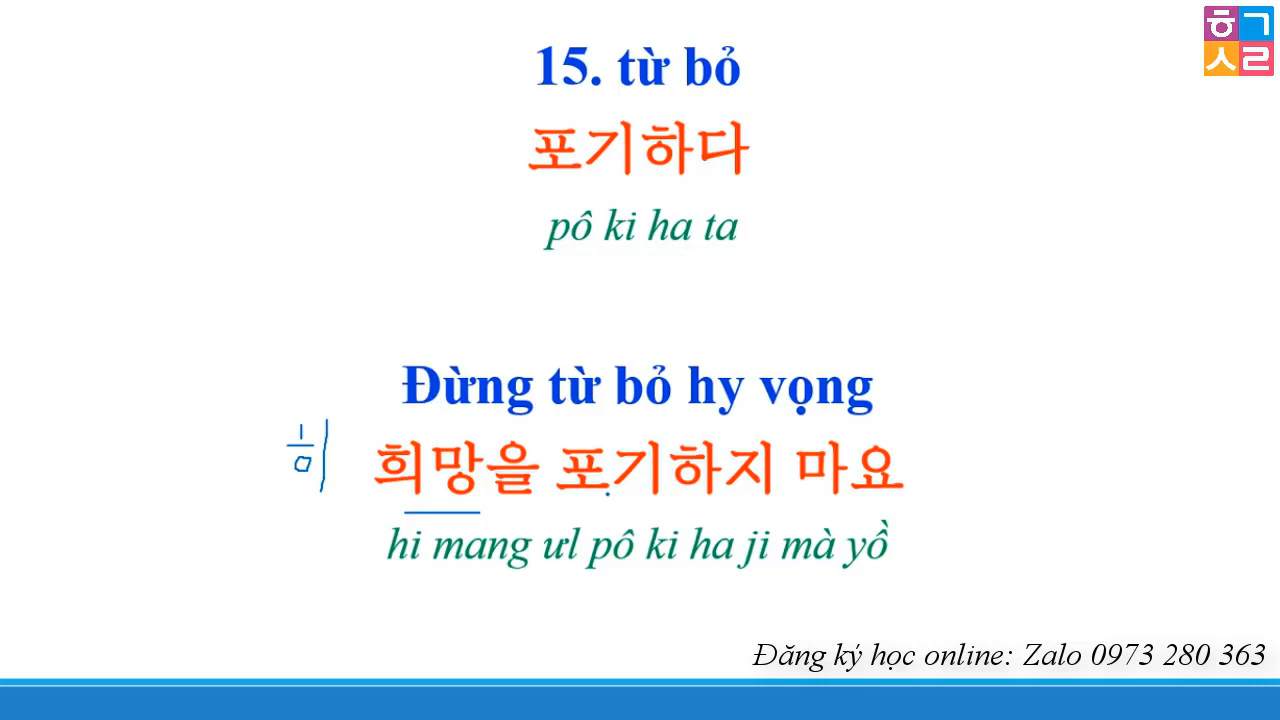 ㅎㄱ
ㅅㄹ
15. từ bỏ
포기하다
pô ki ha ta
Đừng từ bỏ hy vọng
희망을 포기하지 마요
hi mang ưl pô ki ha ji mà yồ
Đăng ký học online: Zalo 0973 280 363